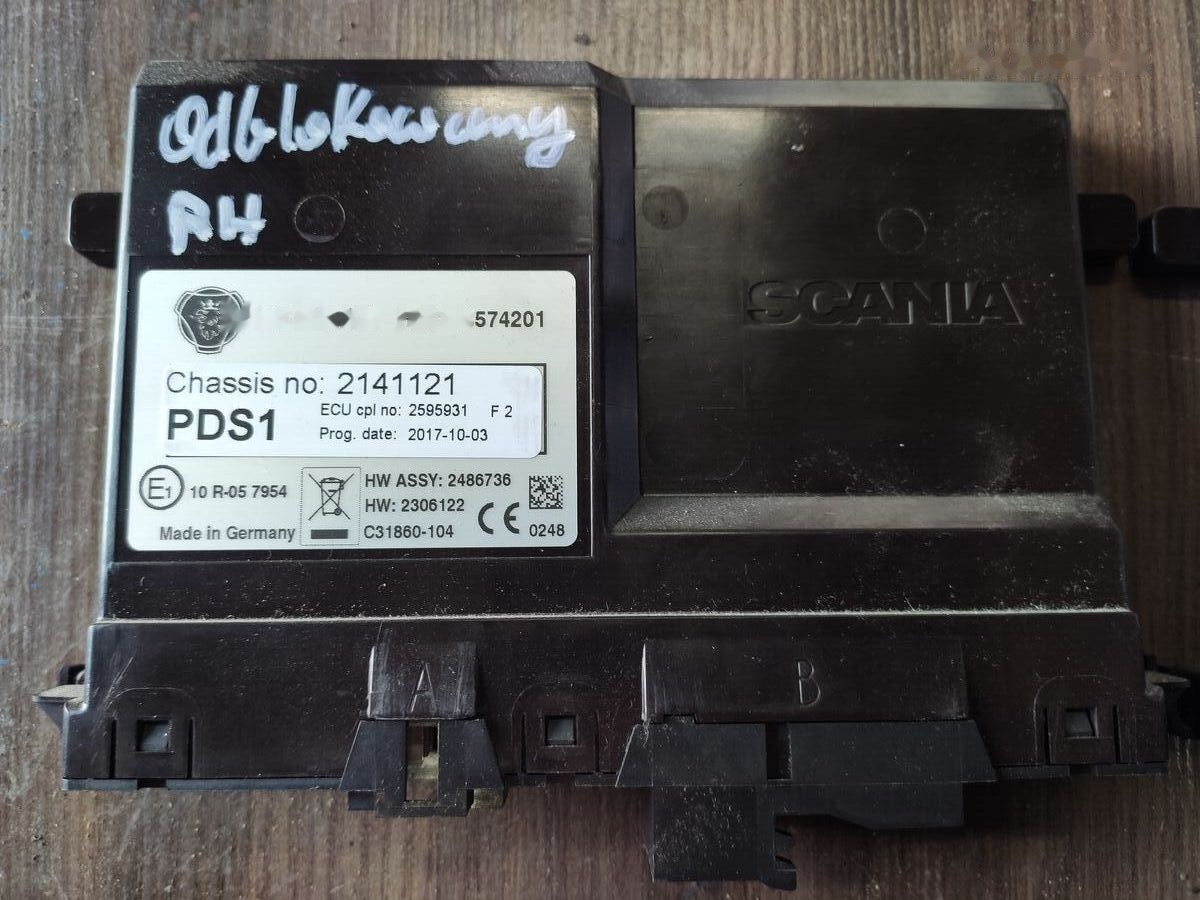 Odblokowany
RH
SCANIA
574201
Chassis no: 2141121
PDS1
ECU cpl no: 2595931 F 2
Prog. date: 2017-10-03
E1 10 R-05 7954
HW ASSY: 2486736
HW: 2306122
Made in Germany
C31860-104
CE
0248
A
B